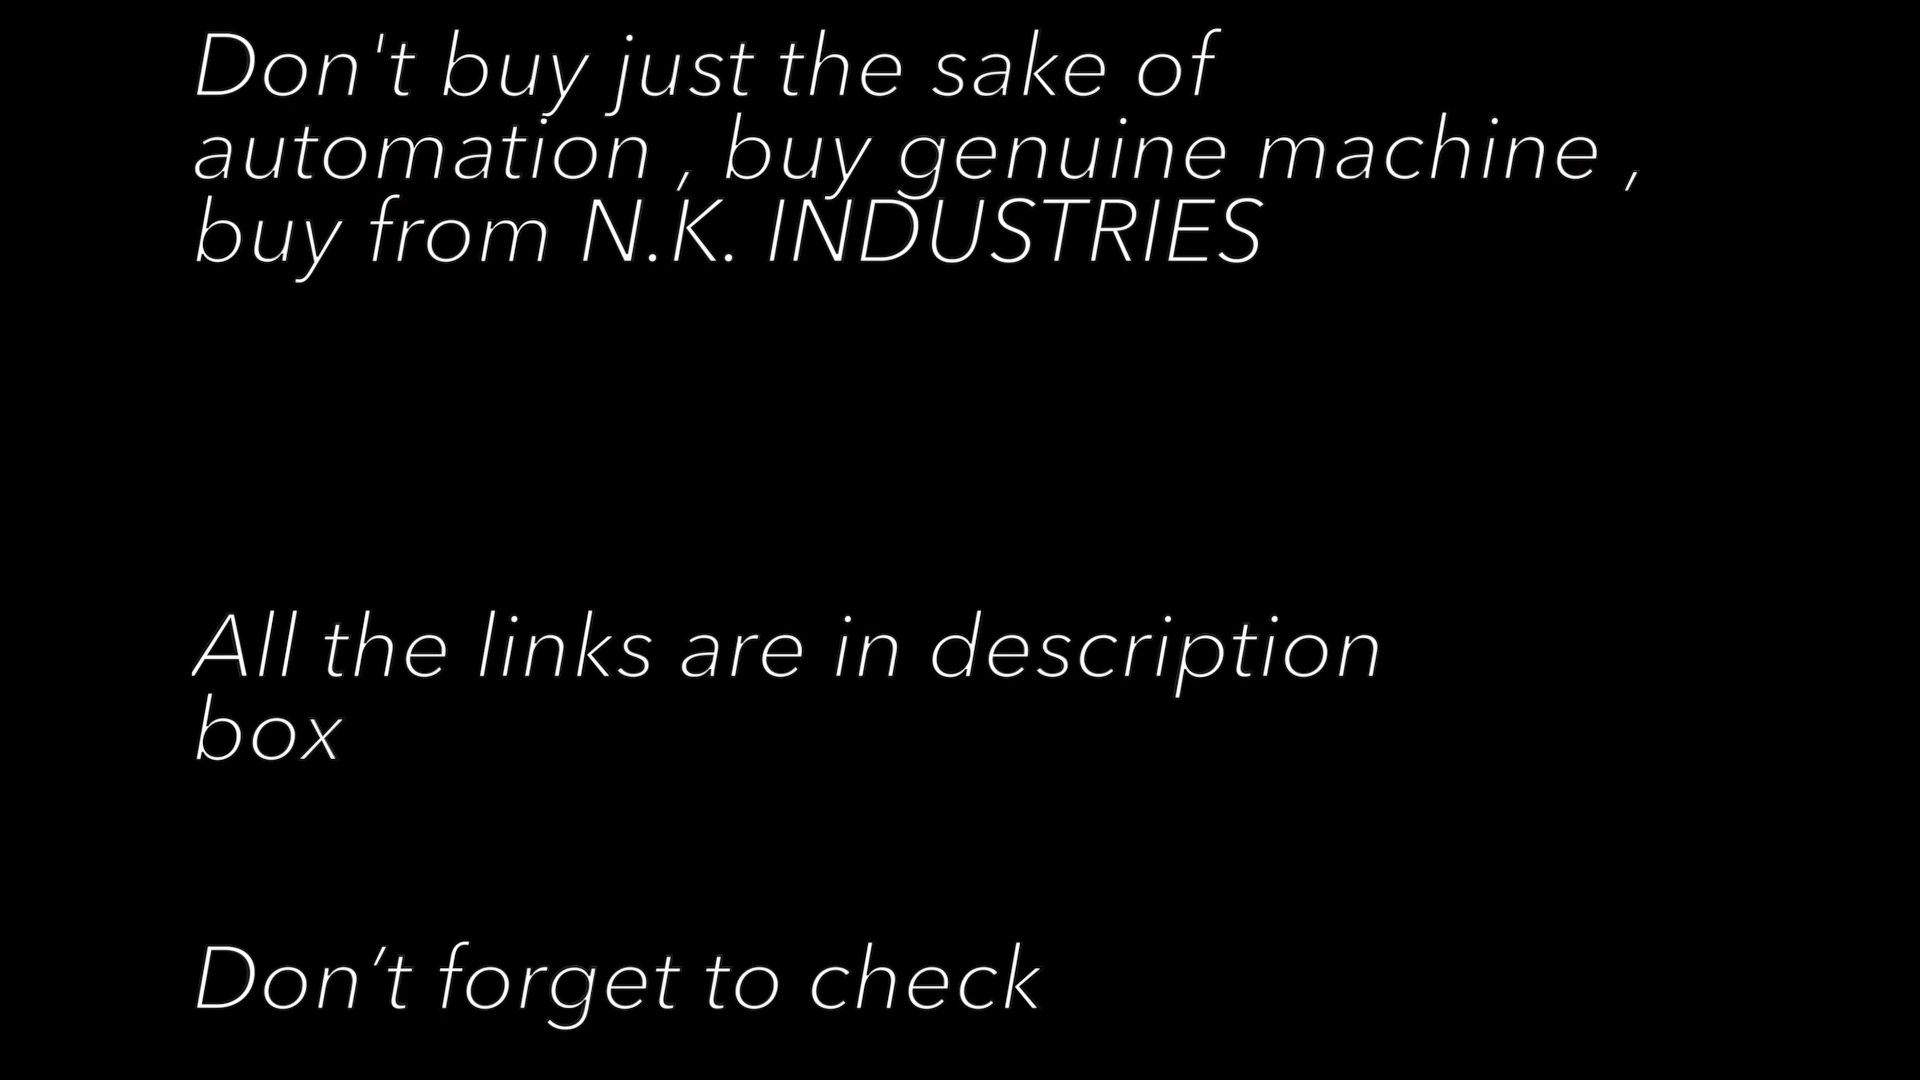 Don't buy just the sake of
automation , buy genuine machine ,
buy from N.K. INDUSTRIES
All the links are in description
box
Don’t forget to check